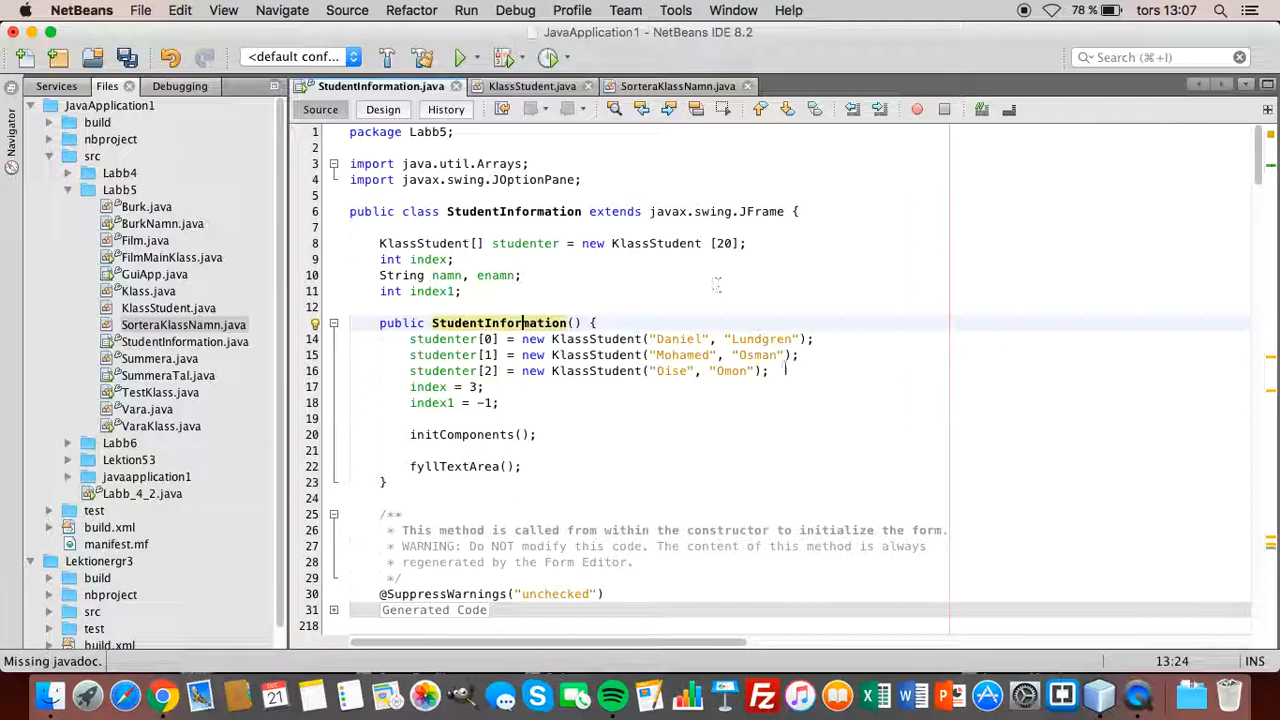 NetBeans File Edit View Navigate Source Refactor Run Debug Profile Team Tools Window Help 78 % tors 13:07
JavaApplication1 - NetBeans IDE 8.2
<default conf... Search (⌘+I)
Services Files Debugging StudentInformation.java KlassStudent.java SorteraKlassNamn.java
Source Design History
Navigator
JavaApplication1
build
nbproject
src
Labb4
Labb5
Burk.java
BurkNamn.java
Film.java
FilmMainKlass.java
GuiApp.java
Klass.java
KlassStudent.java
SorteraKlassNamn.java
StudentInformation.java
Summera.java
SummeraTal.java
TestKlass.java
Vara.java
VaraKlass.java
Labb6
Lektion53
javaapplication1
Labb_4_2.java
test
build.xml
manifest.mf
Lektionergr3
build
nbproject
src
test
build.xml
1 package Labb5;
2
3 import java.util.Arrays;
4 import javax.swing.JOptionPane;
5
6 public class StudentInformation extends javax.swing.JFrame {
7
8 KlassStudent[] studenter = new KlassStudent [20];
9 int index;
10 String namn, enamn;
11 int index1;
12
public StudentInformation() {
14 studenter[0] = new KlassStudent("Daniel", "Lundgren");
15 studenter[1] = new KlassStudent("Mohamed", "Osman");
16 studenter[2] = new KlassStudent("Oise", "Omon");
17 index = 3;
18 index1 = -1;
19
20 initComponents();
21
22 fyllTextArea();
23 }
24
25 /**
26 * This method is called from within the constructor to initialize the form.
27 * WARNING: Do NOT modify this code. The content of this method is always
28 * regenerated by the Form Editor.
29 */
30 @SuppressWarnings("unchecked")
31 Generated Code
218
Missing javadoc. 13:24 INS
DEC
21